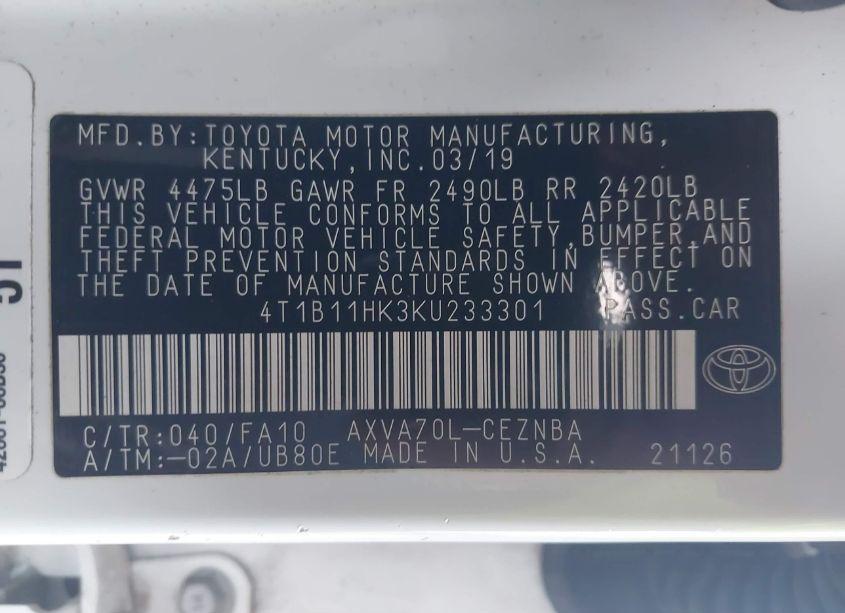 MFD.BY:TOYOTA MOTOR MANUFACTURING,
KENTUCKY,INC.03/19
GVWR 4475LB GAWR FR 2490LB RR 2420LB
THIS VEHICLE CONFORMS TO ALL APPLICABLE
FEDERAL MOTOR VEHICLE SAFETY,BUMPER,AND
THEFT PREVENTION STANDARDS IN EFFECT ON
THE DATE OF MANUFACTURE SHOWN ABOVE.
4T1B11HK3KU233301 PASS.CAR
C/TR:040/FA10 AXVA70L-CEZNBA
A/TM:-02A/UB80E MADE IN U.S.A. 21126